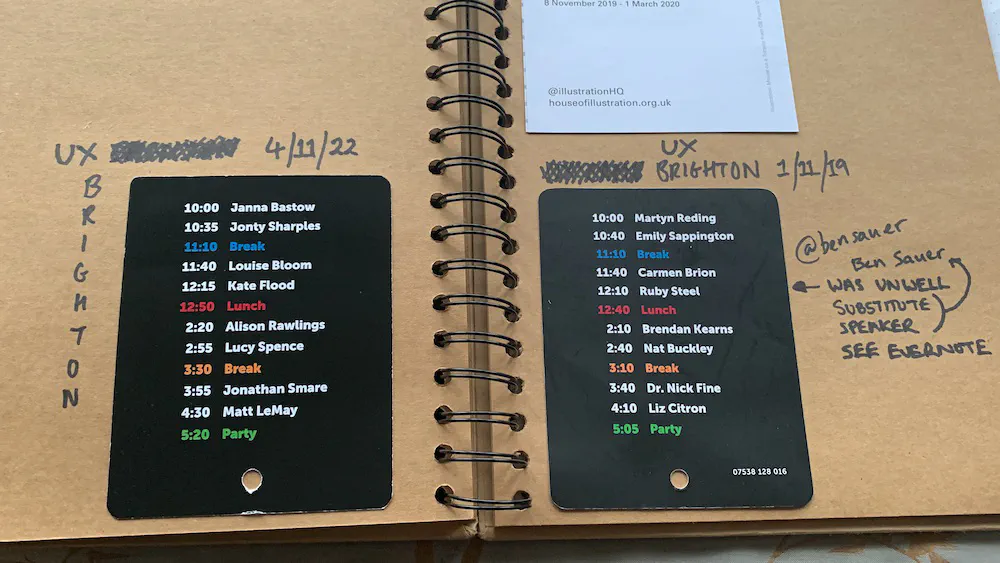 UX 4/11/22
BRIGHTON
10:00 Janna Bastow
10:35 Jonty Sharples
11:10 Break
11:40 Louise Bloom
12:15 Kate Flood
12:50 Lunch
2:20 Alison Rawlings
2:55 Lucy Spence
3:30 Break
3:55 Jonathan Smare
4:30 Matt LeMay
5:20 Party
8 November 2019 - 1 March 2020
@illustrationHQ
houseofillustration.org.uk
UX
BRIGHTON 1/11/19
10:00 Martyn Reding
10:40 Emily Sappington
11:10 Break
11:40 Carmen Brion
12:10 Ruby Steel
12:40 Lunch
2:10 Brendan Kearns
2:40 Nat Buckley
3:10 Break
3:40 Dr. Nick Fine
4:10 Liz Citron
5:05 Party
07538 128 016
@bensauer
Ben Sauer
← WAS UNWELL
SUBSTITUTE
SPEAKER
SEE EVERNOTE